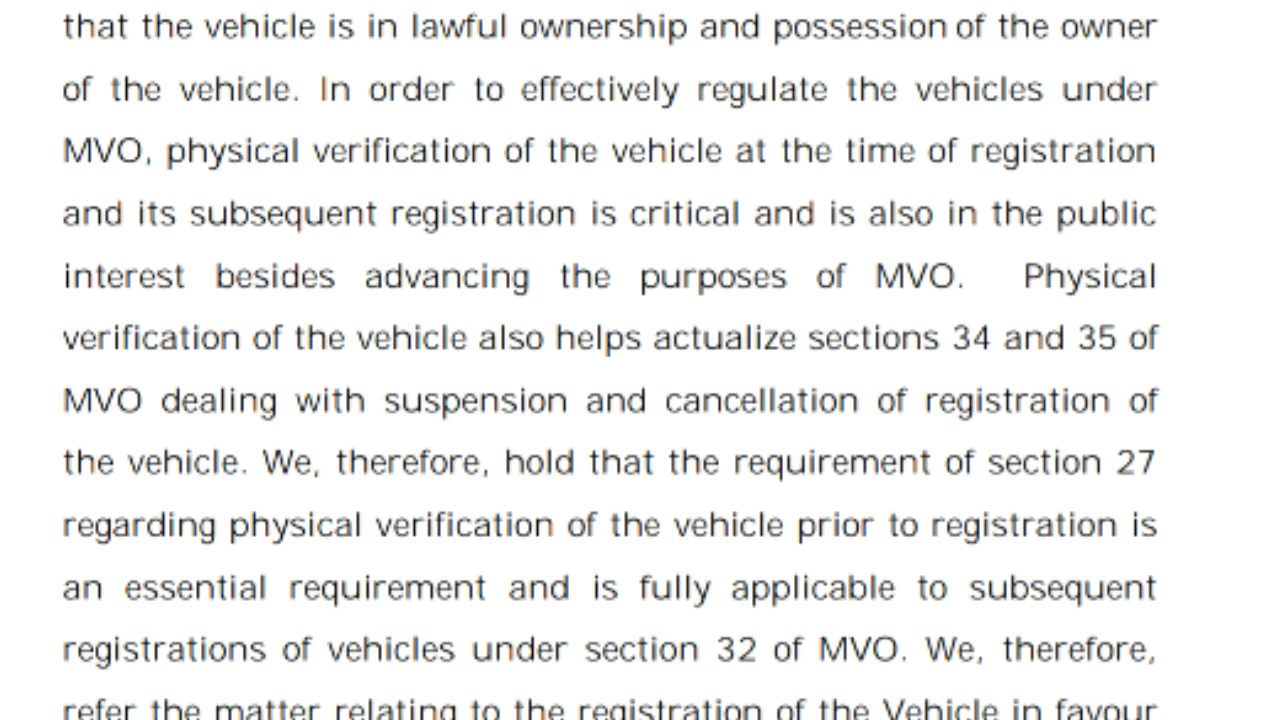 that the vehicle is in lawful ownership and possession of the owner
of the vehicle. In order to effectively regulate the vehicles under
MVO, physical verification of the vehicle at the time of registration
and its subsequent registration is critical and is also in the public
interest besides advancing the purposes of MVO. Physical
verification of the vehicle also helps actualize sections 34 and 35 of
MVO dealing with suspension and cancellation of registration of
the vehicle. We, therefore, hold that the requirement of section 27
regarding physical verification of the vehicle prior to registration is
an essential requirement and is fully applicable to subsequent
registrations of vehicles under section 32 of MVO. We, therefore,
refer the matter relating to the registration of the Vehicle in favour